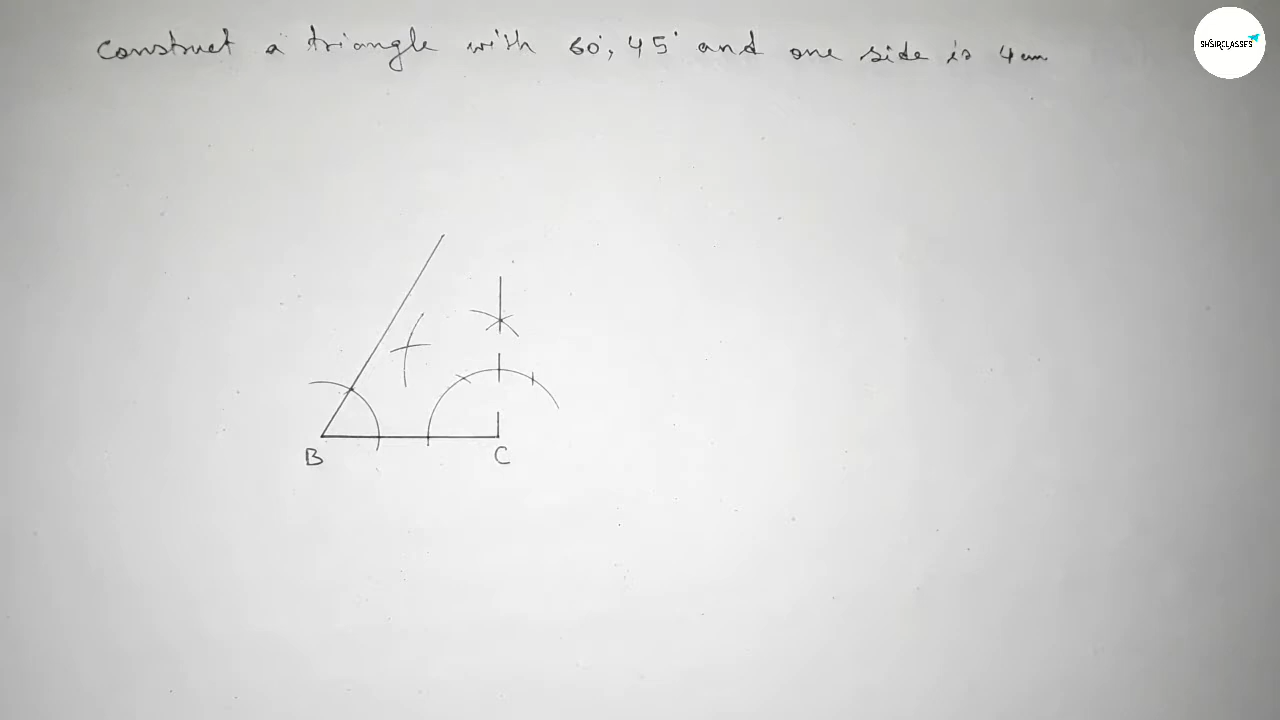 construct a triangle with 60°, 45° and one side is 4cm
SHSIRCLASSES
B C